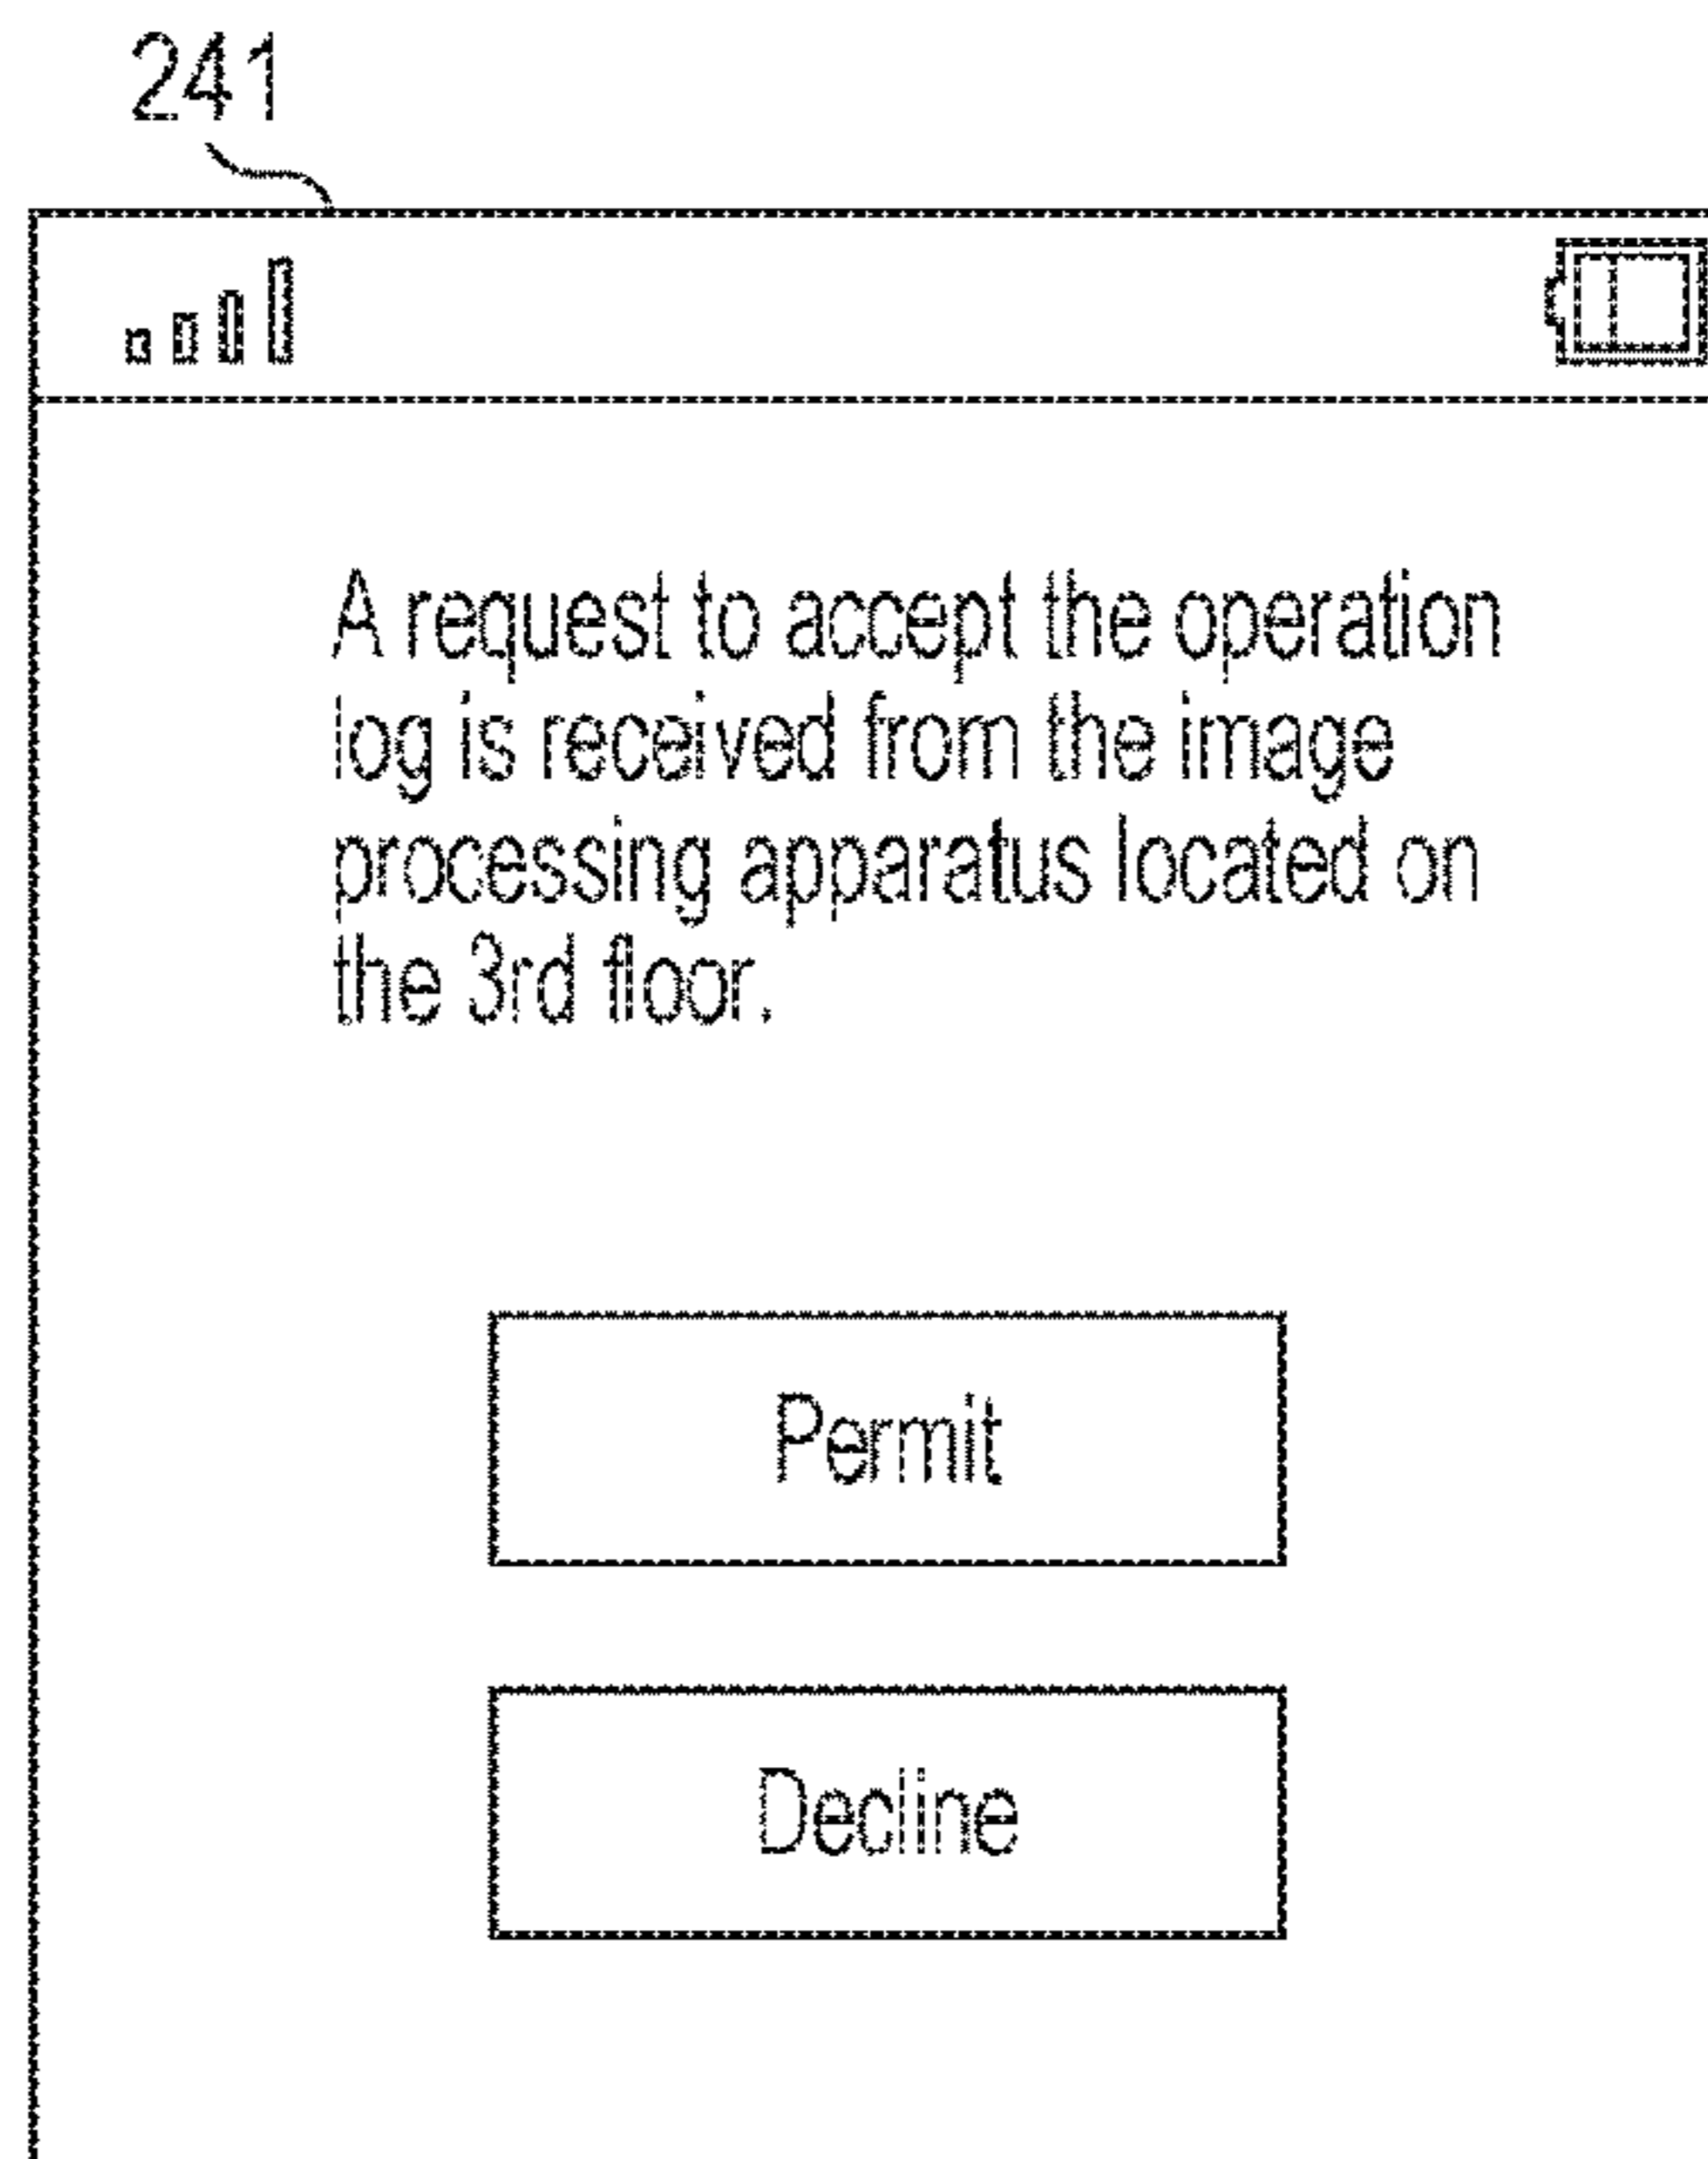 241
A request to accept the operation
log is received from the image
processing apparatus located on
the 3rd floor.
Permit
Decline